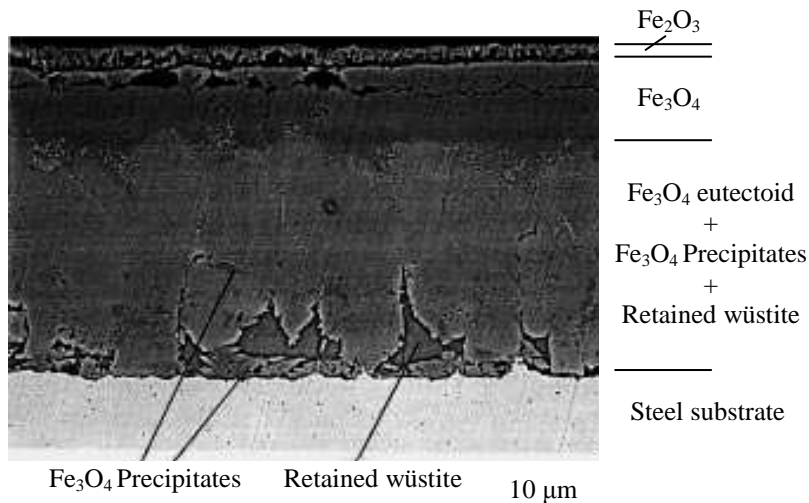 Fe₂O₃
Fe₃O₄
Fe₃O₄ eutectoid
+
Fe₃O₄ Precipitates
+
Retained wüstite
Steel substrate
Fe₃O₄ Precipitates
Retained wüstite
10 μm